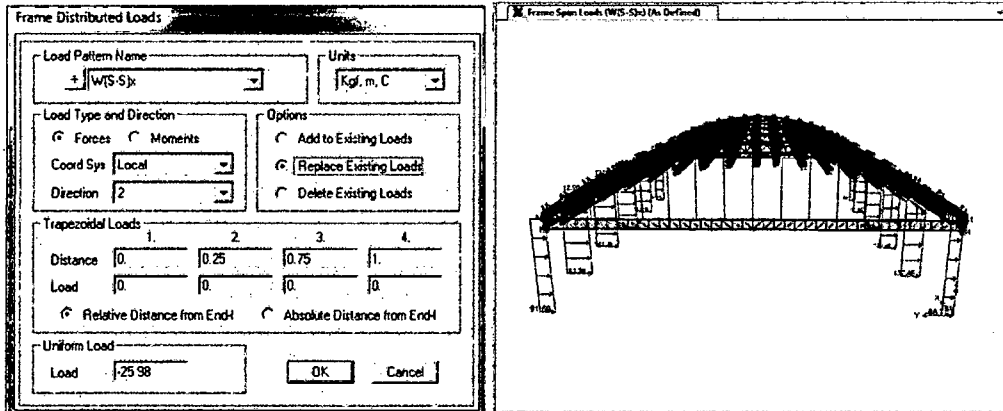 Frame Distributed Loads
Load Pattern Name
+ W(S-S)x
Units
Kgf, m, C
Load Type and Direction
Forces Moments
Coord Sys Local
Direction 2
Options
Add to Existing Loads
Replace Existing Loads
Delete Existing Loads
Trapezoidal Loads
1. 2. 3. 4.
Distance 0. 0.25 0.75 1.
Load 0. 0. 0. 0.
Relative Distance from End-I Absolute Distance from End-I
Uniform Load
Load -25.98
OK Cancel
Frame Span Loads (W(S-S)x) (As Defined)
X
Y